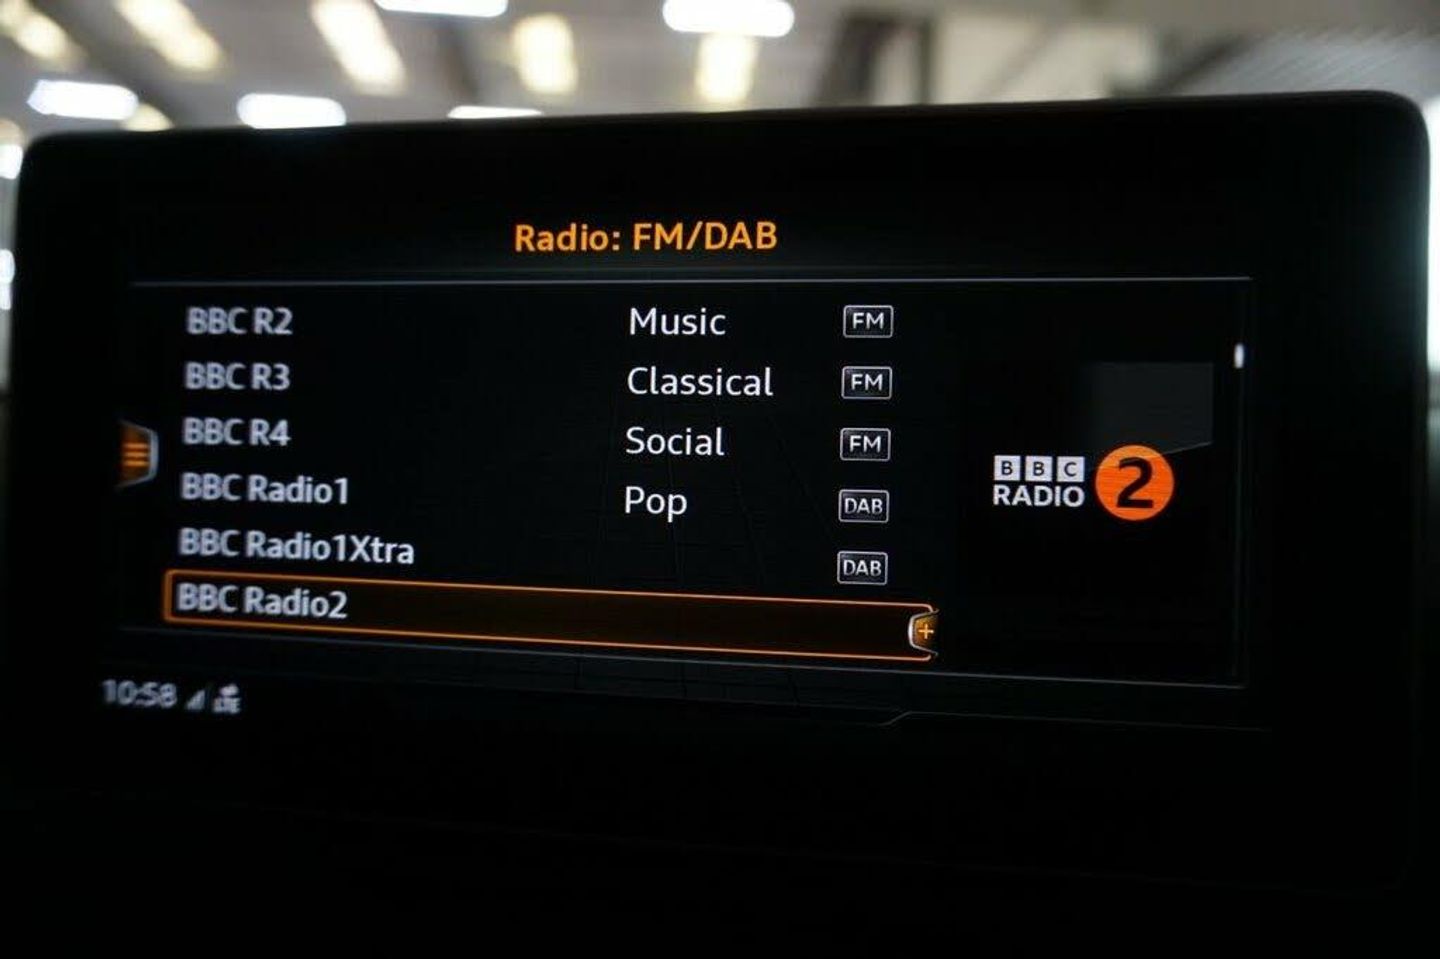 Radio: FM/DAB
BBC R2 Music FM
BBC R3 Classical FM
BBC R4 Social FM
BBC Radio1 Pop DAB
BBC Radio1Xtra DAB
BBC Radio2 +
BBC
RADIO 2
10:58